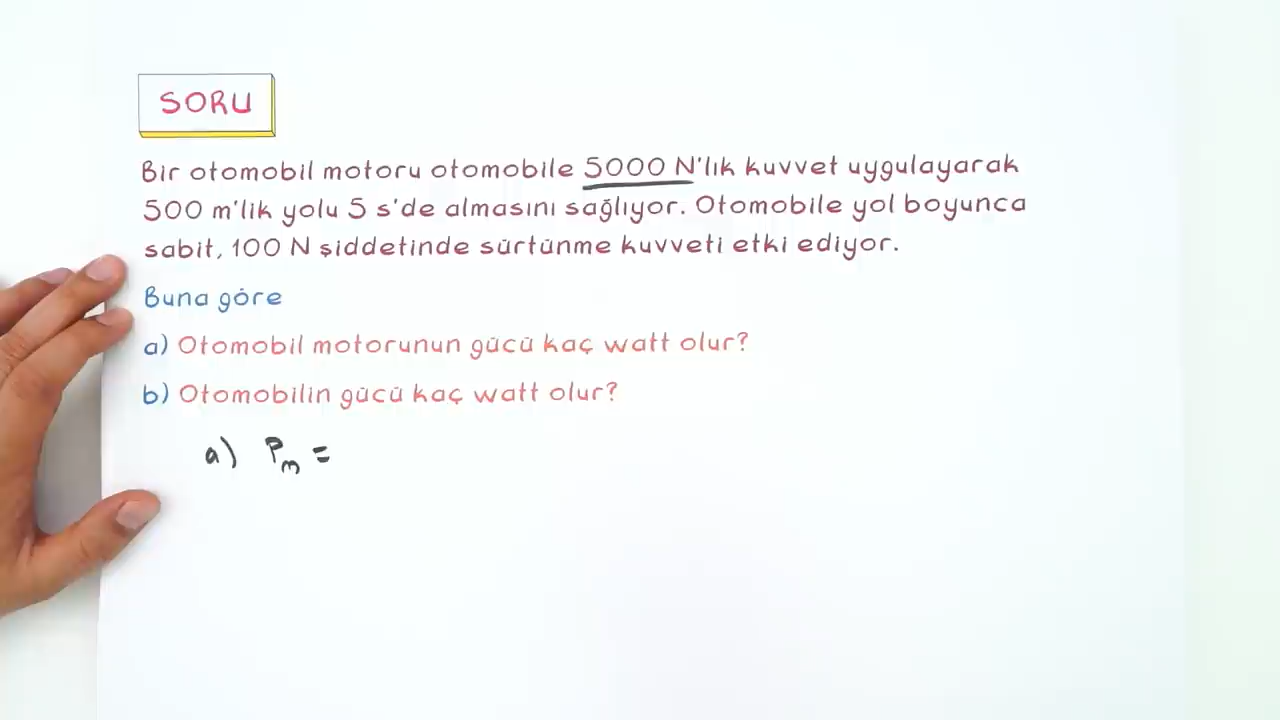 SORU
Bir otomobil motoru otomobile 5000 N'lık kuvvet uygulayarak
500 m'lik yolu 5 s'de almasını sağlıyor. Otomobile yol boyunca
sabit, 100 N şiddetinde sürtünme kuvveti etki ediyor.
Buna göre
a) Otomobil motorunun gücü kaç watt olur?
b) Otomobilin gücü kaç watt olur?
a) Pm =